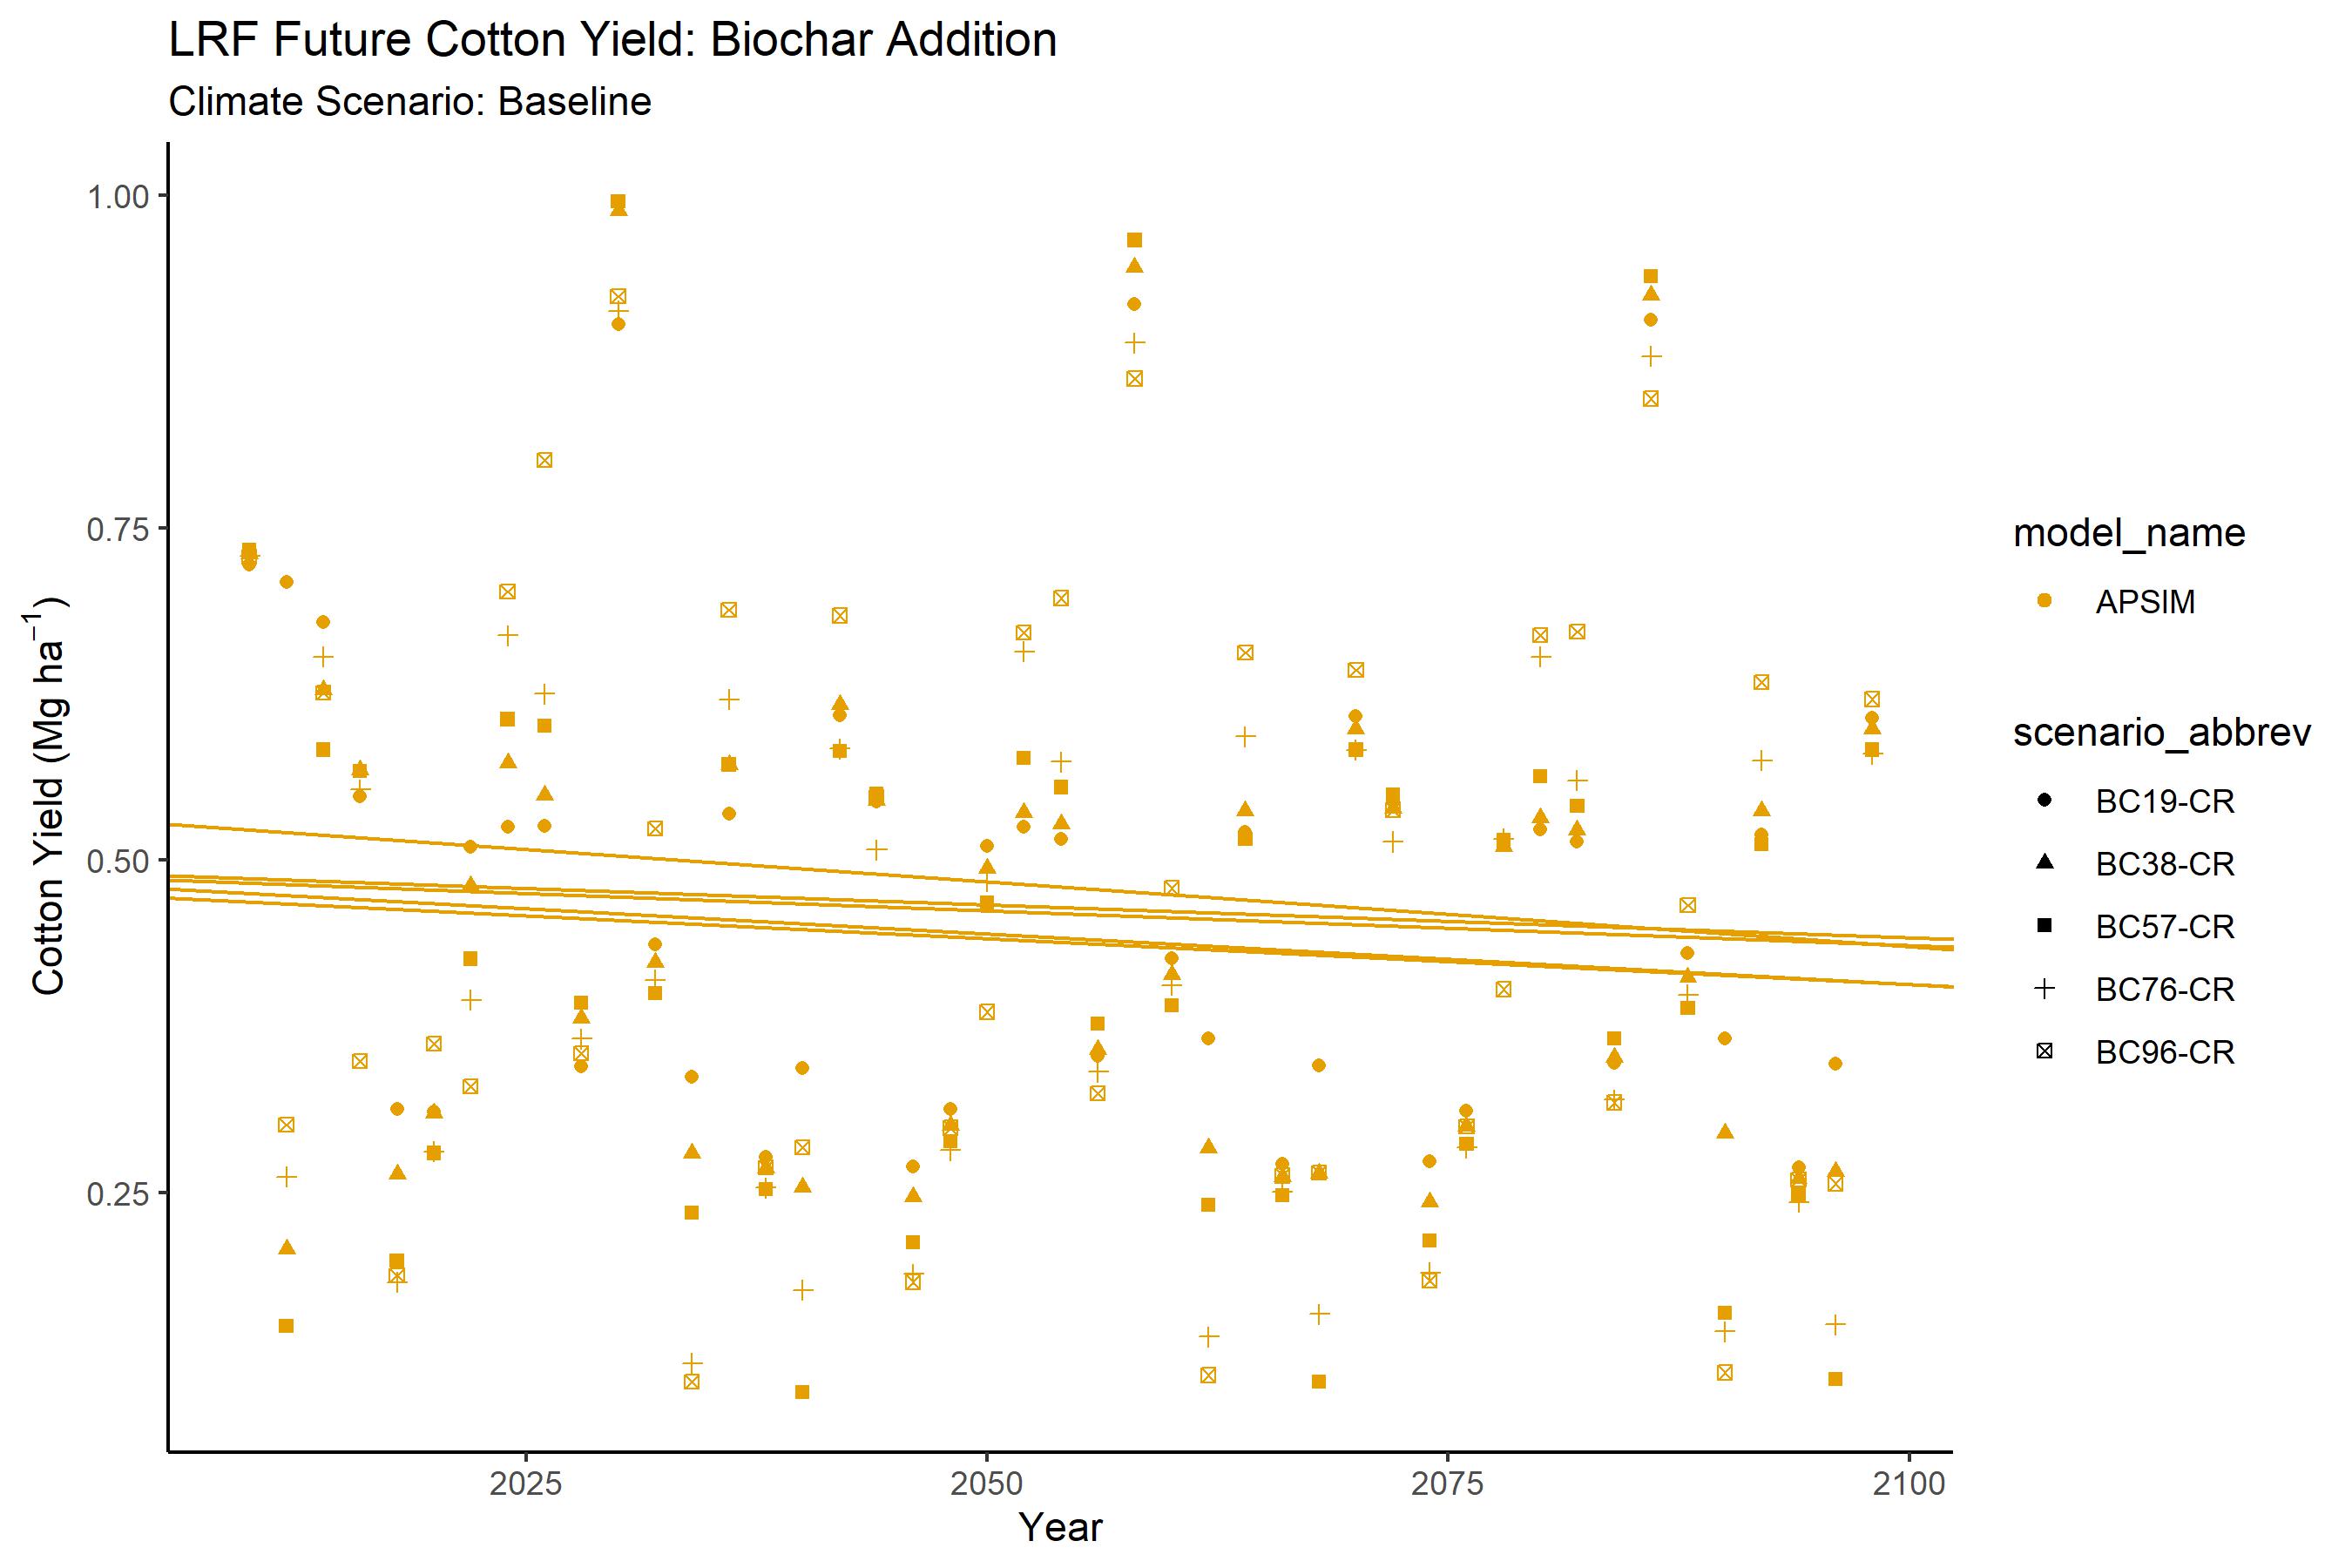 LRF Future Cotton Yield: Biochar Addition
Climate Scenario: Baseline
1.00
0.75
0.50
0.25
Cotton Yield (Mg ha⁻¹)
2025 2050 2075 2100
Year
model_name
APSIM
scenario_abbrev
BC19-CR
BC38-CR
BC57-CR
BC76-CR
BC96-CR